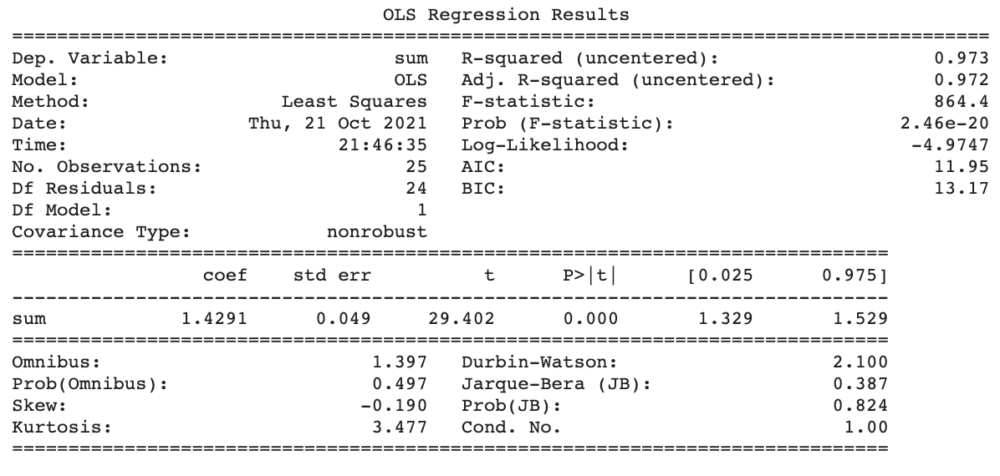 OLS Regression Results
==============================================================================
Dep. Variable: sum R-squared (uncentered): 0.973
Model: OLS Adj. R-squared (uncentered): 0.972
Method: Least Squares F-statistic: 864.4
Date: Thu, 21 Oct 2021 Prob (F-statistic): 2.46e-20
Time: 21:46:35 Log-Likelihood: -4.9747
No. Observations: 25 AIC: 11.95
Df Residuals: 24 BIC: 13.17
Df Model: 1
Covariance Type: nonrobust
==============================================================================
coef std err t P>|t| [0.025 0.975]
------------------------------------------------------------------------------
sum 1.4291 0.049 29.402 0.000 1.329 1.529
==============================================================================
Omnibus: 1.397 Durbin-Watson: 2.100
Prob(Omnibus): 0.497 Jarque-Bera (JB): 0.387
Skew: -0.190 Prob(JB): 0.824
Kurtosis: 3.477 Cond. No. 1.00
==============================================================================